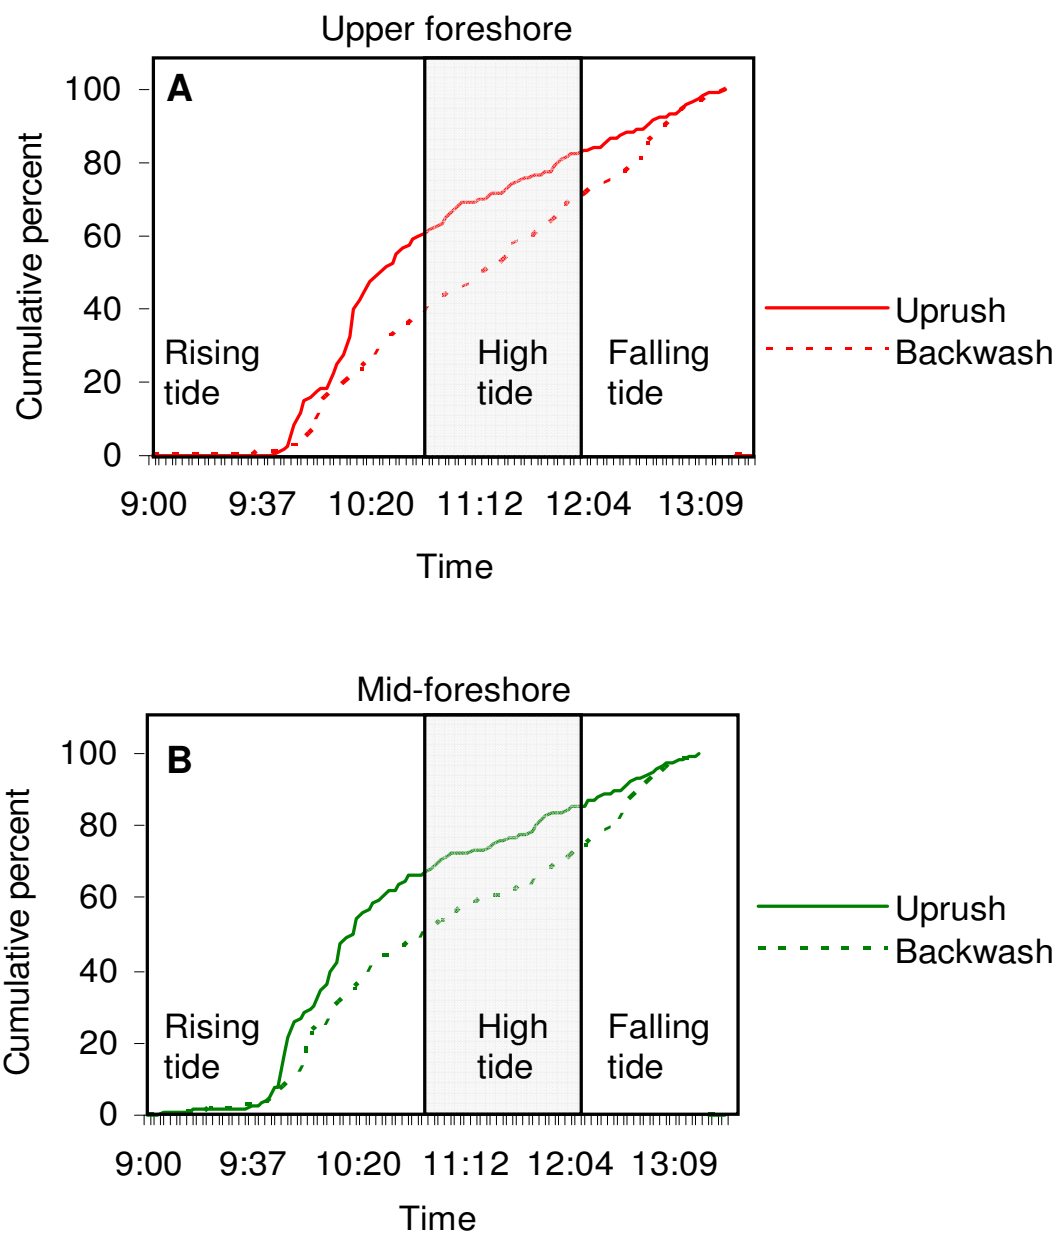 Upper foreshore
A
Cumulative percent
100
80
60
40
20
0
Rising
tide
High
tide
Falling
tide
Uprush
Backwash
9:00 9:37 10:20 11:12 12:04 13:09
Time
Mid-foreshore
B
Cumulative percent
100
80
60
40
20
0
Rising
tide
High
tide
Falling
tide
Uprush
Backwash
9:00 9:37 10:20 11:12 12:04 13:09
Time